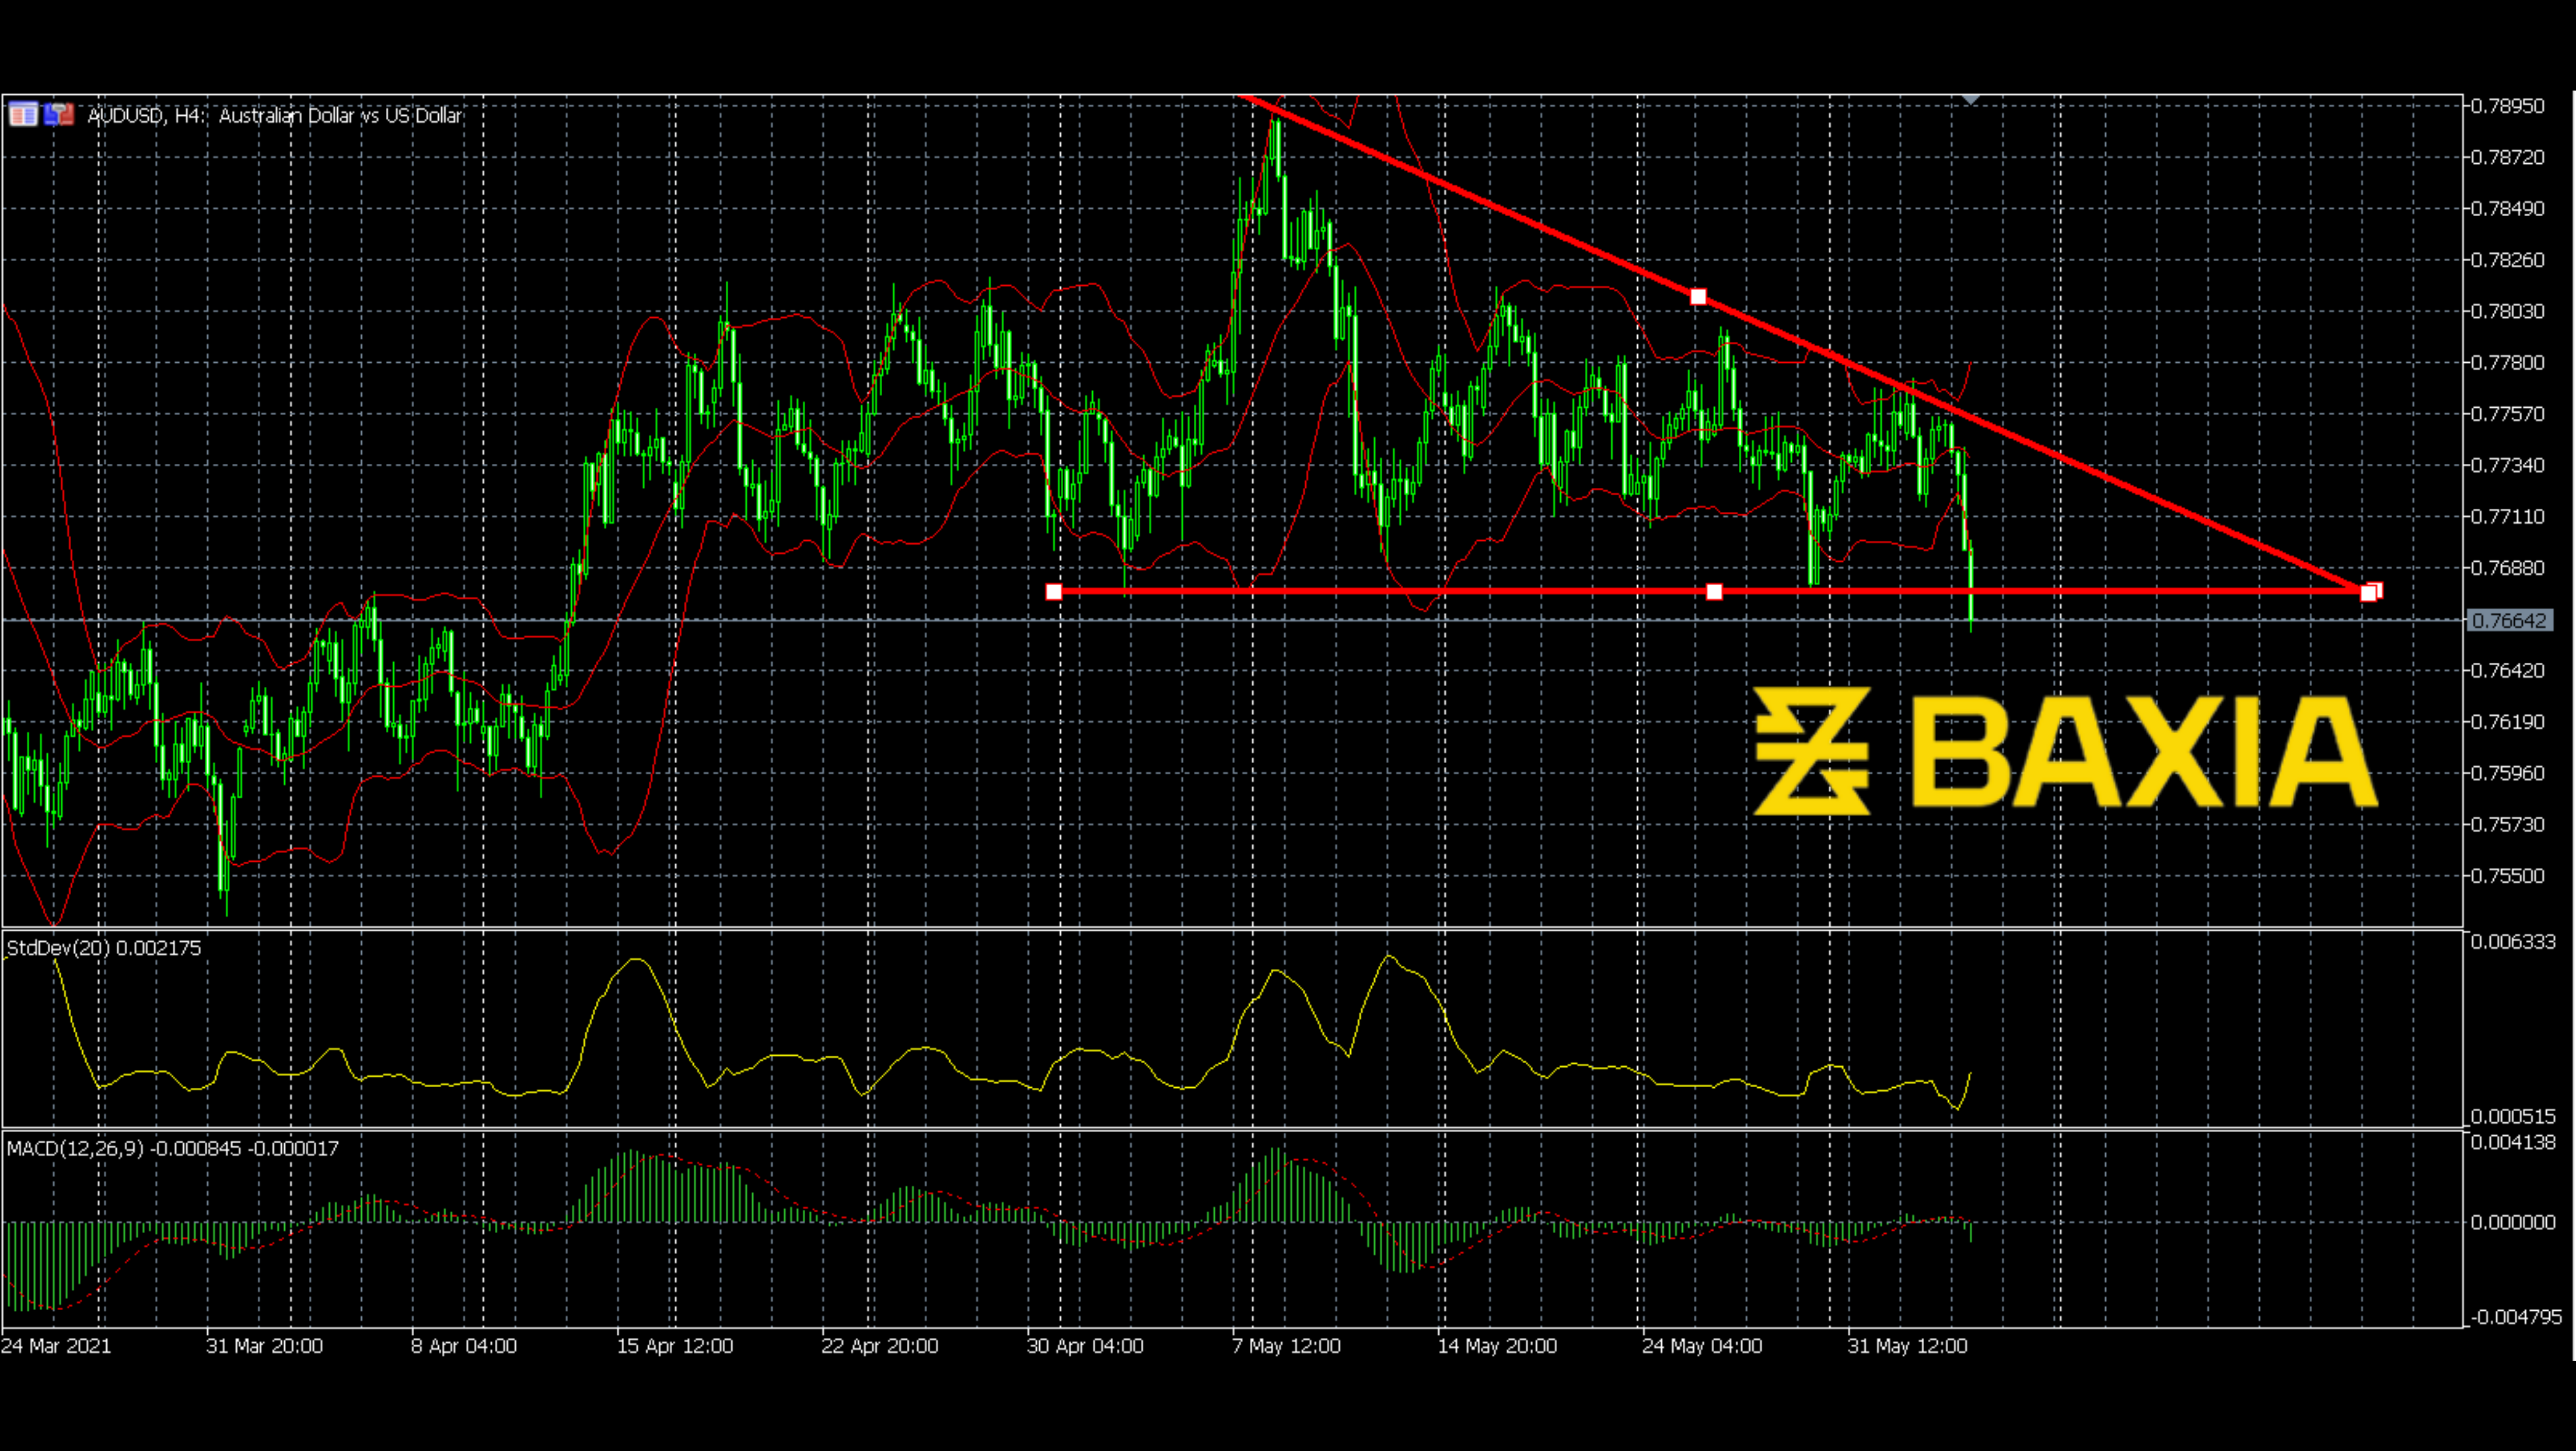 AUDUSD, H4: Australian Dollar vs US Dollar
0.78950
0.78720
0.78490
0.78260
0.78030
0.77800
0.77570
0.77340
0.77110
0.76880
0.76642
0.76420
0.76190
0.75960
0.75730
0.75500
BAXIA
StdDev(20) 0.002175
0.006333
0.000515
MACD(12,26,9) -0.000845 -0.000017
0.004138
0.000000
-0.004795
24 Mar 2021
31 Mar 20:00
8 Apr 04:00
15 Apr 12:00
22 Apr 20:00
30 Apr 04:00
7 May 12:00
14 May 20:00
24 May 04:00
31 May 12:00